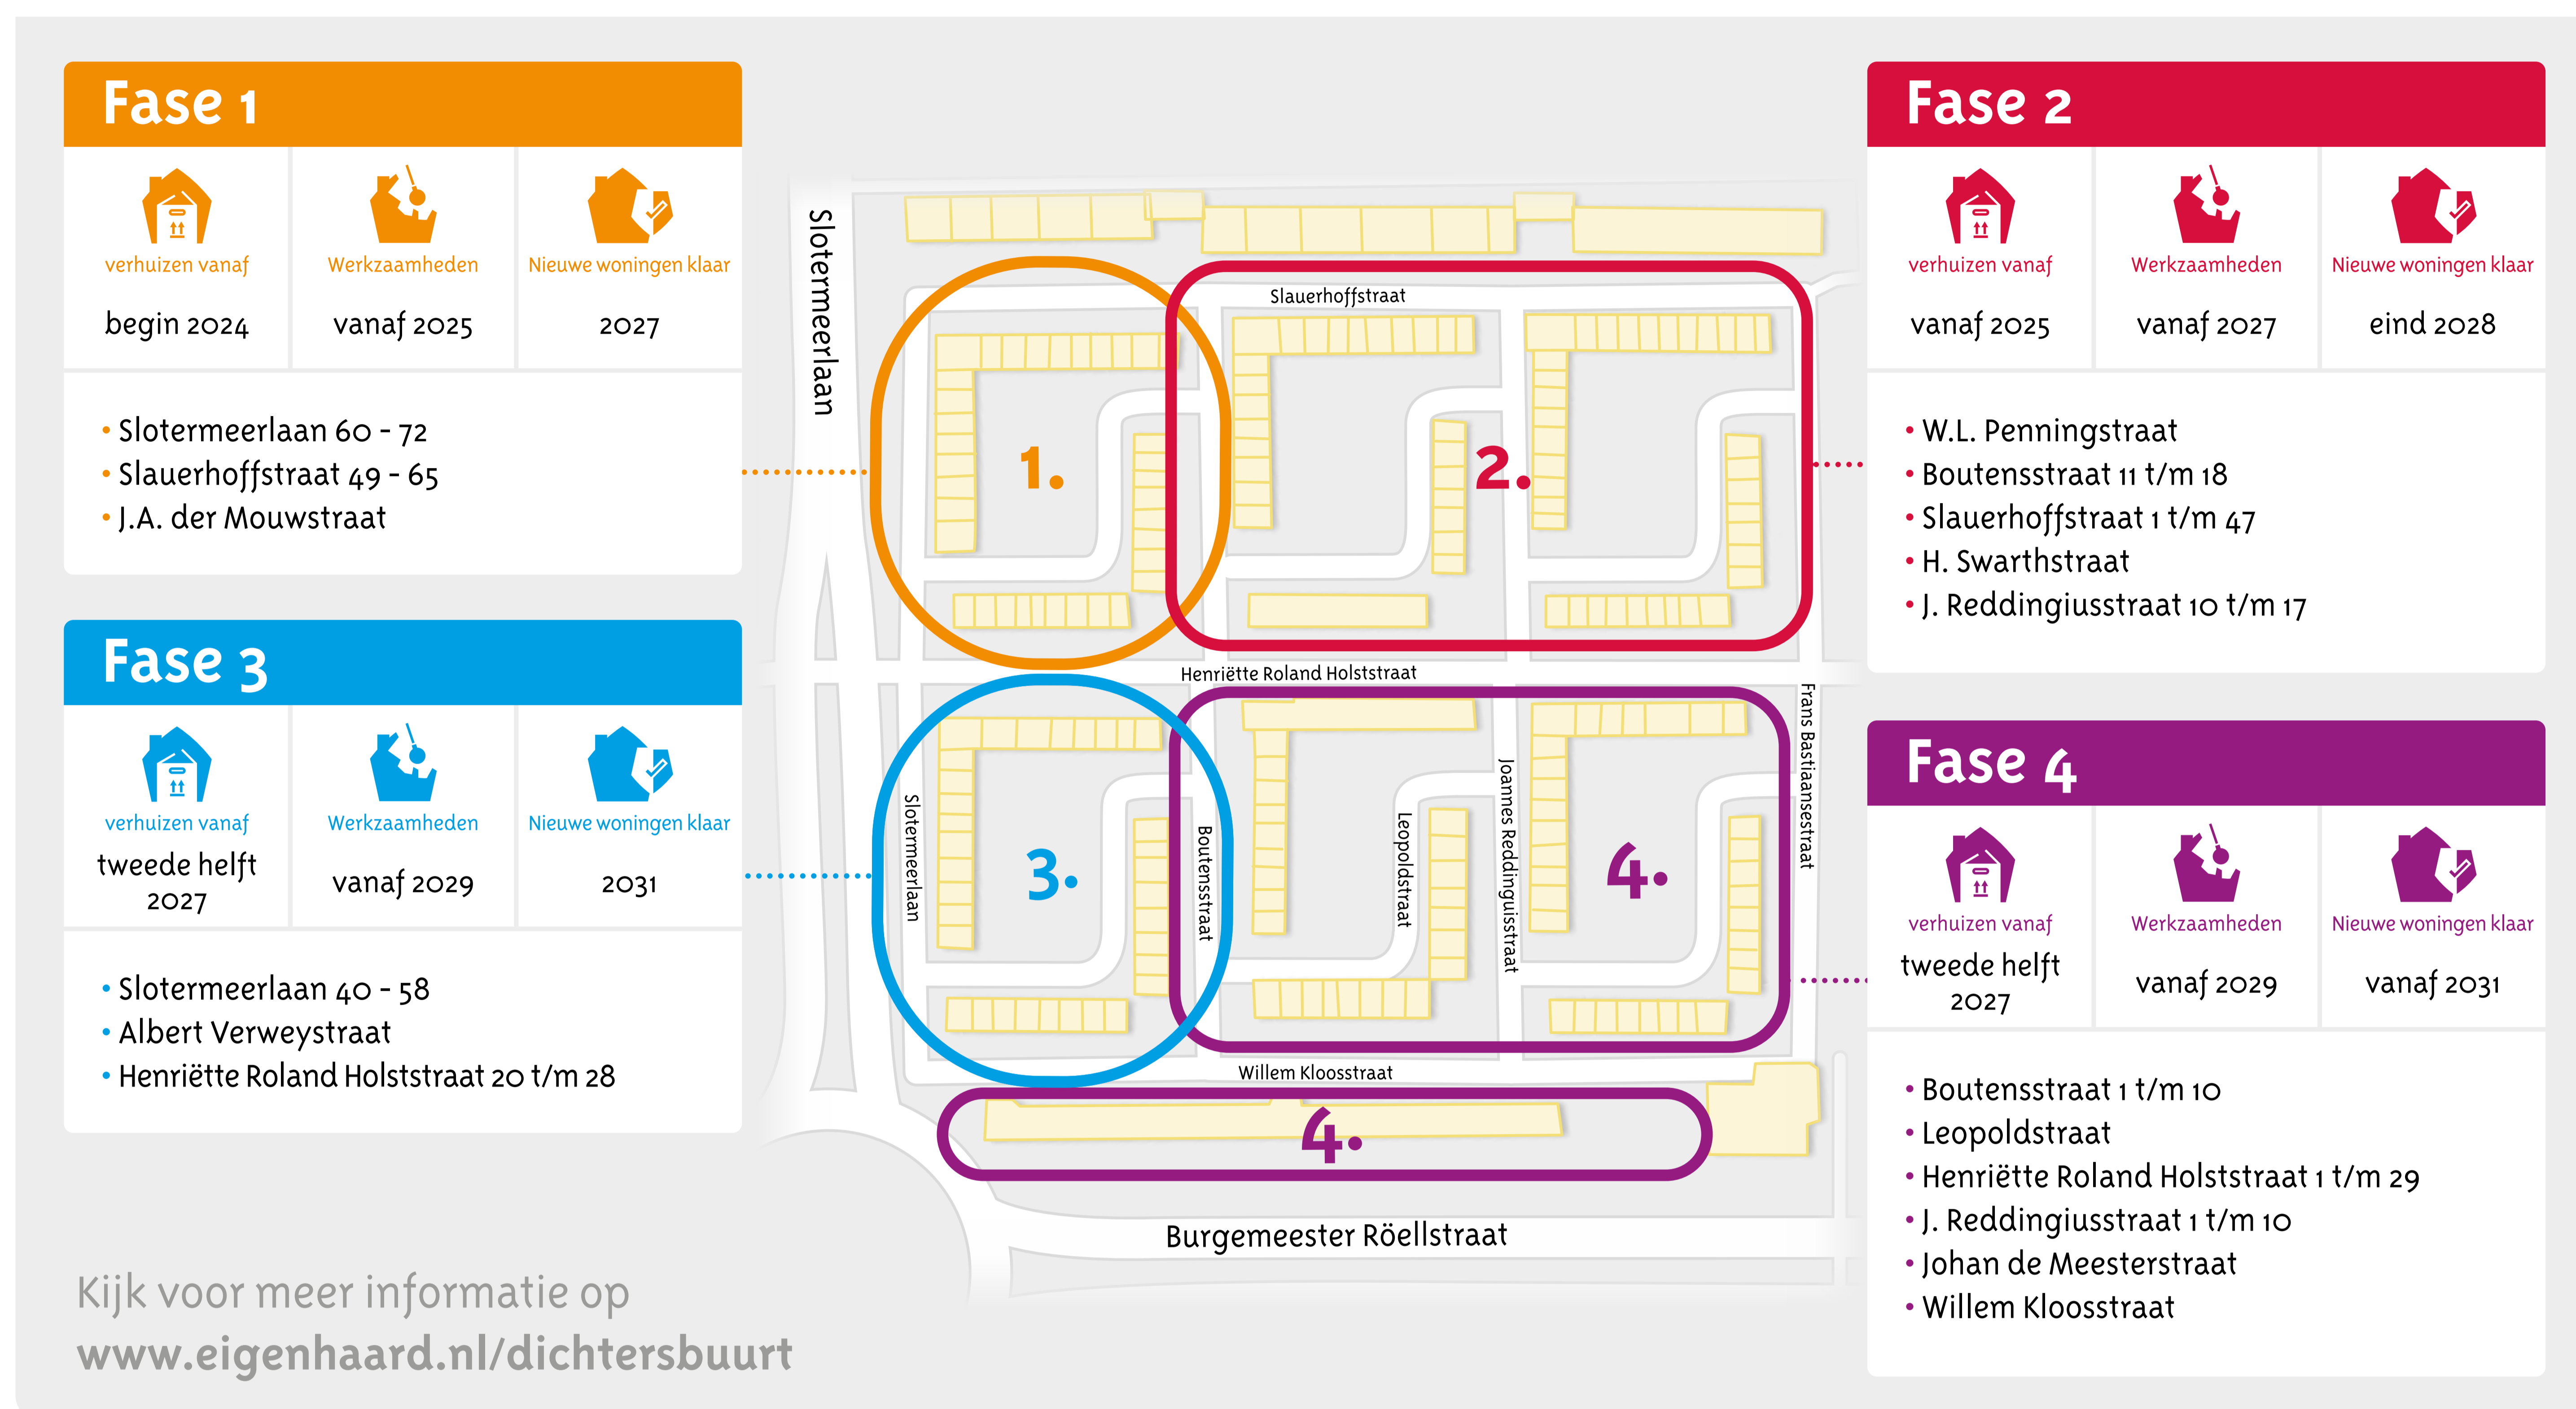 Fase 1
verhuizen vanaf
begin 2024
Werkzaamheden
vanaf 2025
Nieuwe woningen klaar
2027
• Slotermeerlaan 60 - 72
• Slauerhoffstraat 49 - 65
• J.A. der Mouwstraat
Fase 3
verhuizen vanaf
tweede helft
2027
Werkzaamheden
vanaf 2029
Nieuwe woningen klaar
2031
• Slotermeerlaan 40 - 58
• Albert Verweystraat
• Henriëtte Roland Holststraat 20 t/m 28
Kijk voor meer informatie op
www.eigenhaard.nl/dichtersbuurt
Slotermeerlaan
Slauerhoffstraat
1.
2.
Henriëtte Roland Holststraat
Slotermeerlaan
3.
Boutensstraat
Leopoldstraat
Joannes Reddinguisstraat
4.
Frans Bastiaansestraat
Willem Kloosstraat
4.
Burgemeester Röellstraat
Fase 2
verhuizen vanaf
vanaf 2025
Werkzaamheden
vanaf 2027
Nieuwe woningen klaar
eind 2028
• W.L. Penningstraat
• Boutensstraat 11 t/m 18
• Slauerhoffstraat 1 t/m 47
• H. Swarthstraat
• J. Reddingiusstraat 10 t/m 17
Fase 4
verhuizen vanaf
tweede helft
2027
Werkzaamheden
vanaf 2029
Nieuwe woningen klaar
vanaf 2031
• Boutensstraat 1 t/m 10
• Leopoldstraat
• Henriëtte Roland Holststraat 1 t/m 29
• J. Reddingiusstraat 1 t/m 10
• Johan de Meesterstraat
• Willem Kloosstraat